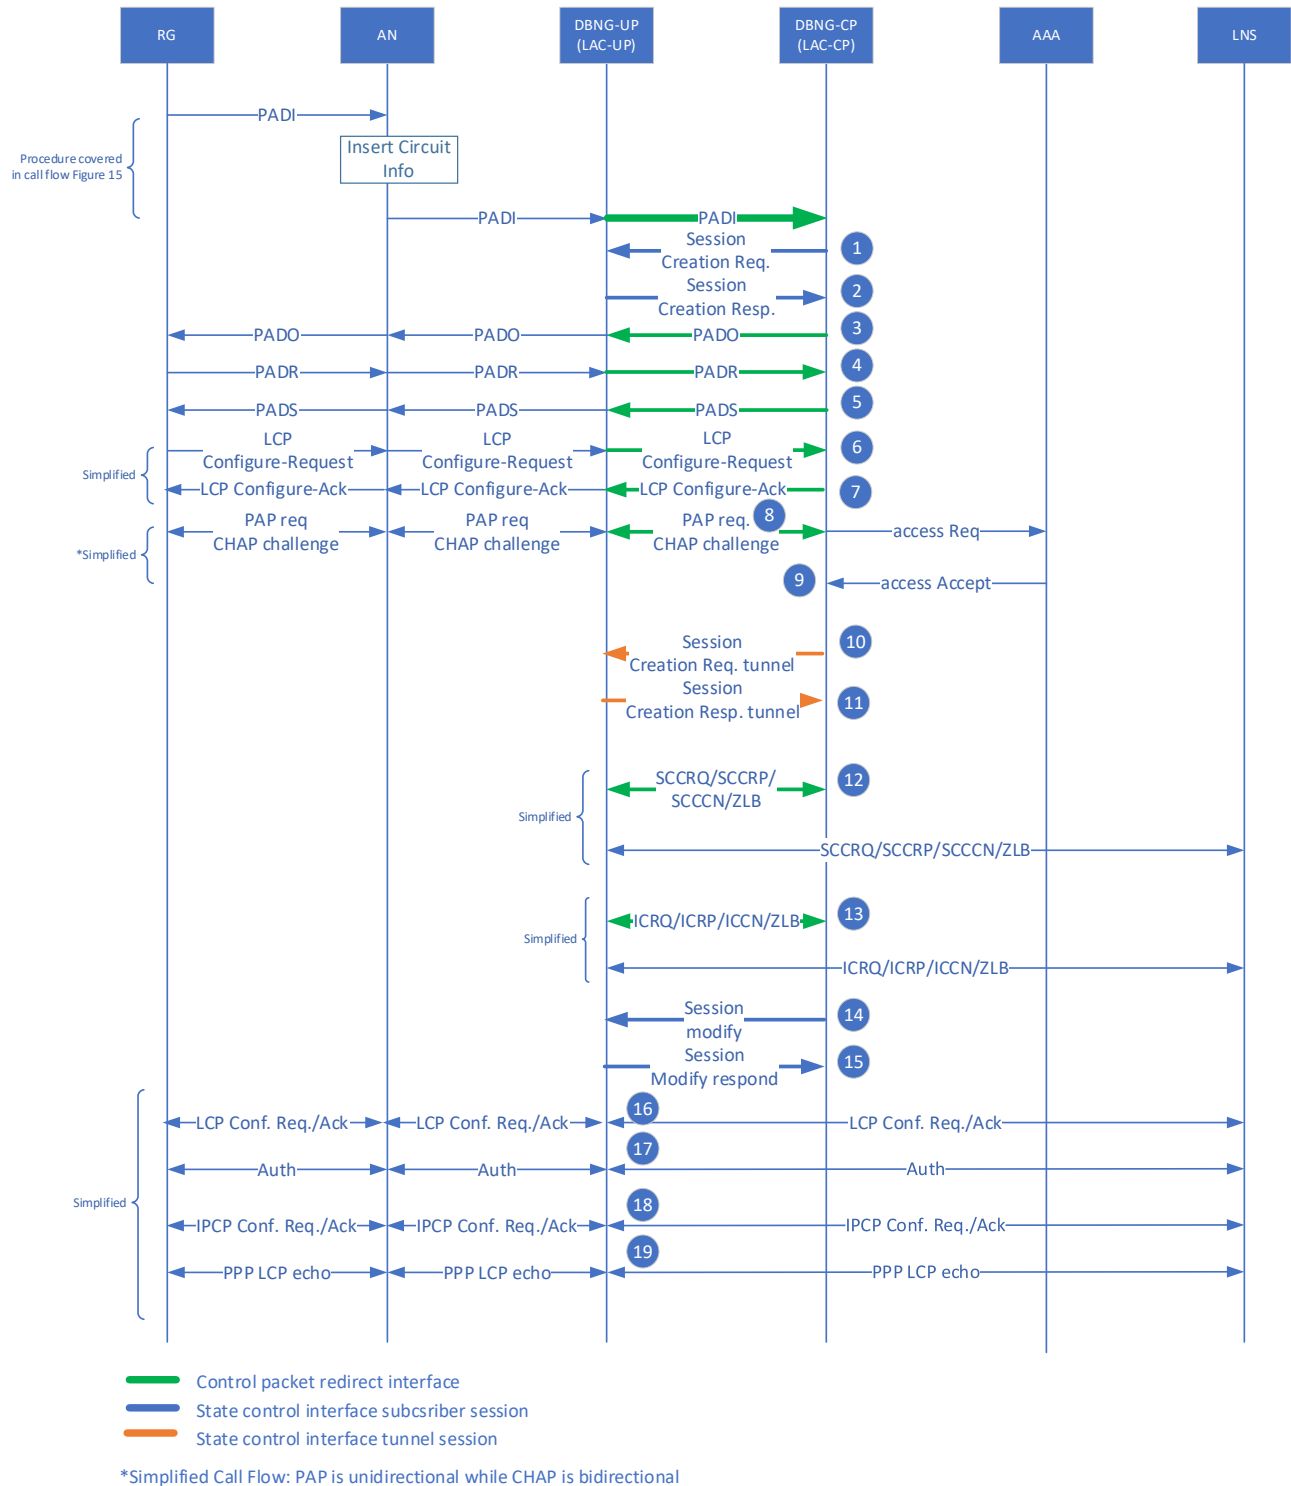 RG
AN
DBNG-UP
(LAC-UP)
DBNG-CP
(LAC-CP)
AAA
LNS
PADI
Procedure covered
in call flow Figure 15
Insert Circuit
Info
PADI
PADI
Session
Creation Req.
1
Session
Creation Resp.
2
PADO
PADO
PADO
3
PADR
PADR
PADR
4
PADS
PADS
PADS
5
Simplified
LCP
Configure-Request
LCP
Configure-Request
LCP
Configure-Request
6
LCP Configure-Ack
LCP Configure-Ack
LCP Configure-Ack
7
*Simplified
PAP req
CHAP challenge
PAP req
CHAP challenge
PAP req.
CHAP challenge
8
access Req
9
access Accept
Session
Creation Req. tunnel
10
Session
Creation Resp. tunnel
11
Simplified
SCCRQ/SCCRP/
SCCCN/ZLB
12
SCCRQ/SCCRP/SCCCN/ZLB
Simplified
ICRQ/ICRP/ICCN/ZLB
13
ICRQ/ICRP/ICCN/ZLB
Session
modify
14
Session
Modify respond
15
Simplified
16
LCP Conf. Req./Ack
LCP Conf. Req./Ack
LCP Conf. Req./Ack
17
Auth
Auth
Auth
18
IPCP Conf. Req./Ack
IPCP Conf. Req./Ack
IPCP Conf. Req./Ack
19
PPP LCP echo
PPP LCP echo
PPP LCP echo
Control packet redirect interface
State control interface subcsriber session
State control interface tunnel session
*Simplified Call Flow: PAP is unidirectional while CHAP is bidirectional